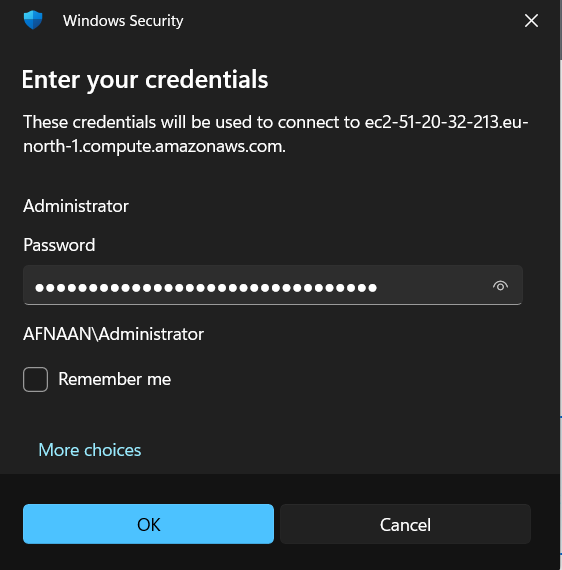 Windows Security
Enter your credentials
These credentials will be used to connect to ec2-51-20-32-213.eu-
north-1.compute.amazonaws.com.
Administrator
Password
●●●●●●●●●●●●●●●●●●●●●●●●●●●●●●●●
AFNAAN\Administrator
Remember me
More choices
OK
Cancel